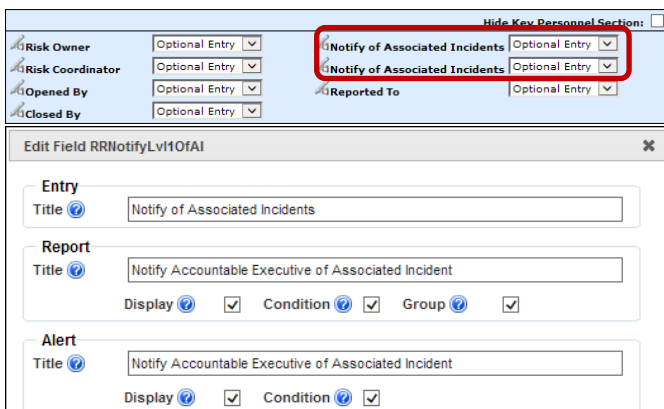 Hide Key Personnel Section:
Risk Owner Optional Entry Notify of Associated Incidents Optional Entry
Risk Coordinator Optional Entry Notify of Associated Incidents Optional Entry
Opened By Optional Entry Reported To Optional Entry
Closed By Optional Entry
Edit Field RRNotifyLvl1OfAI
Entry
Title Notify of Associated Incidents
Report
Title Notify Accountable Executive of Associated Incident
Display Condition Group
Alert
Title Notify Accountable Executive of Associated Incident
Display Condition